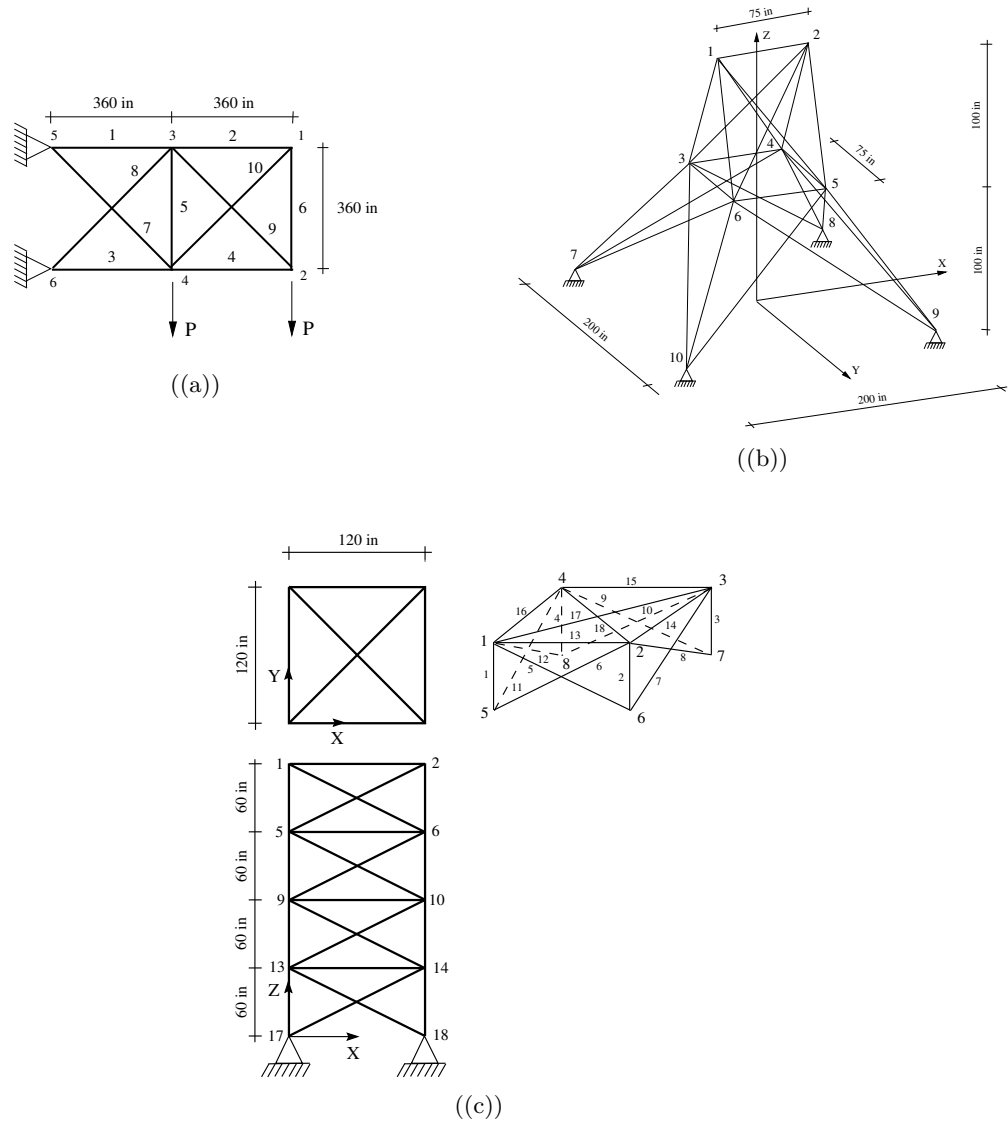 360 in 360 in
5 1 3 2 1
8 10
5 6 360 in
7 9
3 4
6 4 2
P P
((a))
75 in
Z
1 2
100 in
3 4 75 in
5
6 8
7
X
100 in
9
200 in
10
Y
200 in
((b))
120 in
120 in
Y
X
4 15 3
9
16 17 10
4 18 14 3
1 13
2
12 8 6 8 7
1 5 2 7
11
5 6
1 2
60 in
5 6
60 in
9 10
60 in
13 14
Z
60 in
17 X 18
((c))